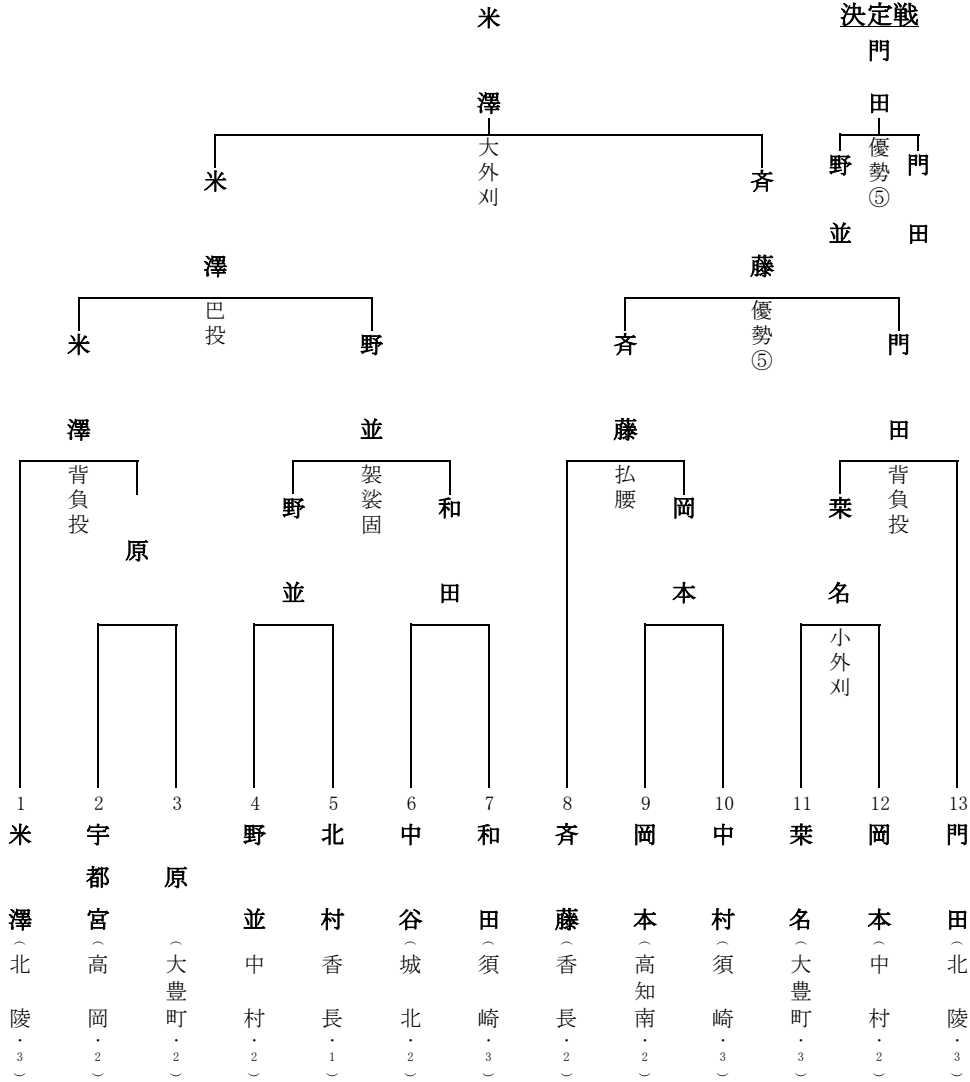 決定戦
米澤
門田
大外刈
優勢⑤
米澤
斉藤
野並
門田
巴投
優勢⑤
米澤
野並
斉藤
門田
背負投
袈裟固
払腰
背負投
原
野並
和田
岡本
桒名
小外刈
1
2
3
4
5
6
7
8
9
10
11
12
13
米澤(北陵・3)
宇都宮(高岡・2)
原(大豊町・2)
野並 中村・2)
北村 香長・1)
中谷(城北・2)
和田(須崎・3)
斉藤(香長・2)
岡本(高知南・2)
中村(須崎・3)
桒名(大豊町・3)
岡本(中村・2)
門田(北陵・3)